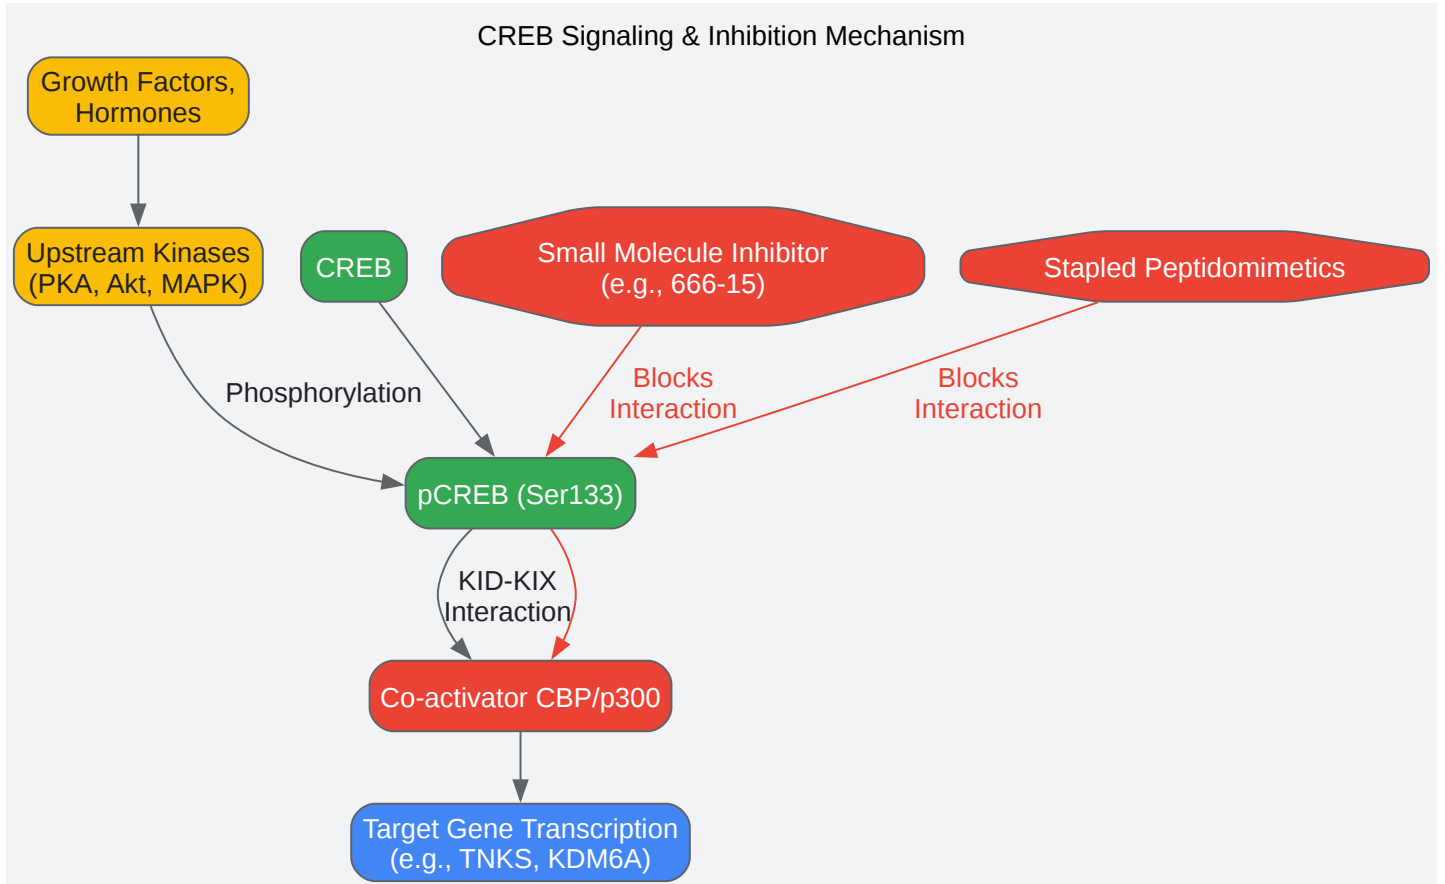 CREB Signaling & Inhibition Mechanism
Growth Factors,
Hormones
Upstream Kinases
(PKA, Akt, MAPK)
CREB
Small Molecule Inhibitor
(e.g., 666-15)
Stapled Peptidomimetics
Phosphorylation
Blocks
Interaction
Blocks
Interaction
pCREB (Ser133)
KID-KIX
Interaction
Co-activator CBP/p300
Target Gene Transcription
(e.g., TNKS, KDM6A)